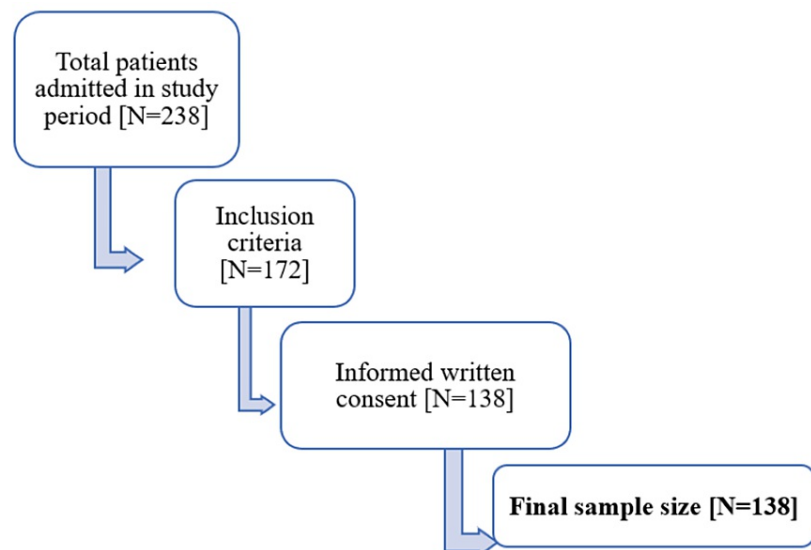 Total patients
admitted in study
period [N=238]
Inclusion
criteria
[N=172]
Informed written
consent [N=138]
Final sample size [N=138]